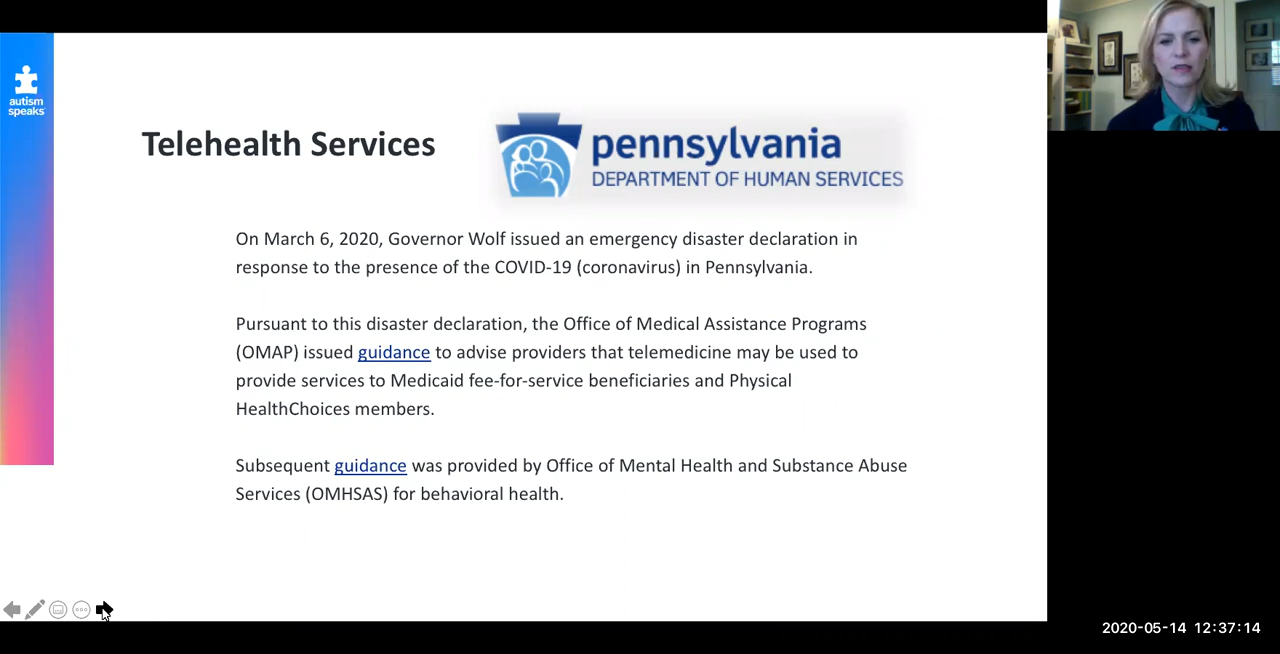 autism
speaks
Telehealth Services
pennsylvania
DEPARTMENT OF HUMAN SERVICES
On March 6, 2020, Governor Wolf issued an emergency disaster declaration in
response to the presence of the COVID-19 (coronavirus) in Pennsylvania.
Pursuant to this disaster declaration, the Office of Medical Assistance Programs
(OMAP) issued guidance to advise providers that telemedicine may be used to
provide services to Medicaid fee-for-service beneficiaries and Physical
HealthChoices members.
Subsequent guidance was provided by Office of Mental Health and Substance Abuse
Services (OMHSAS) for behavioral health.
2020-05-14 12:37:14